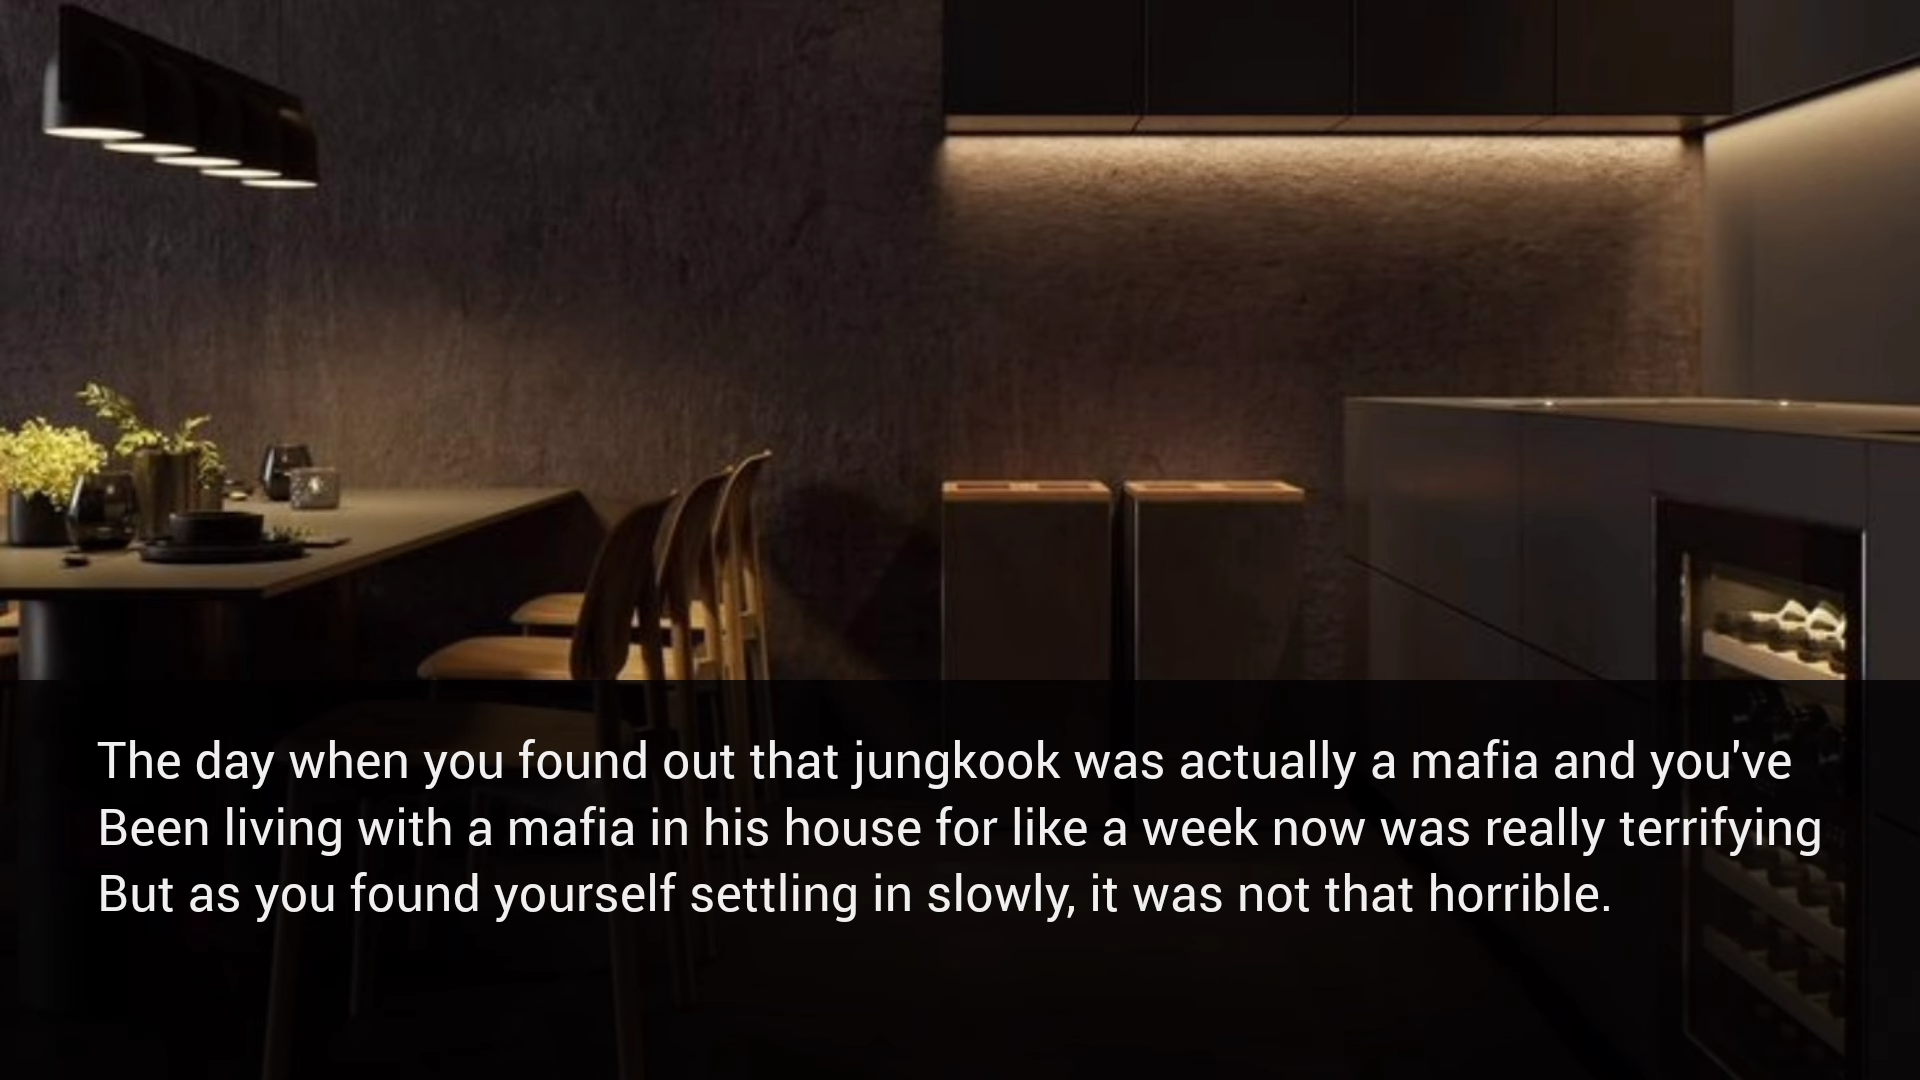 The day when you found out that jungkook was actually a mafia and you've
Been living with a mafia in his house for like a week now was really terrifying
But as you found yourself settling in slowly, it was not that horrible.